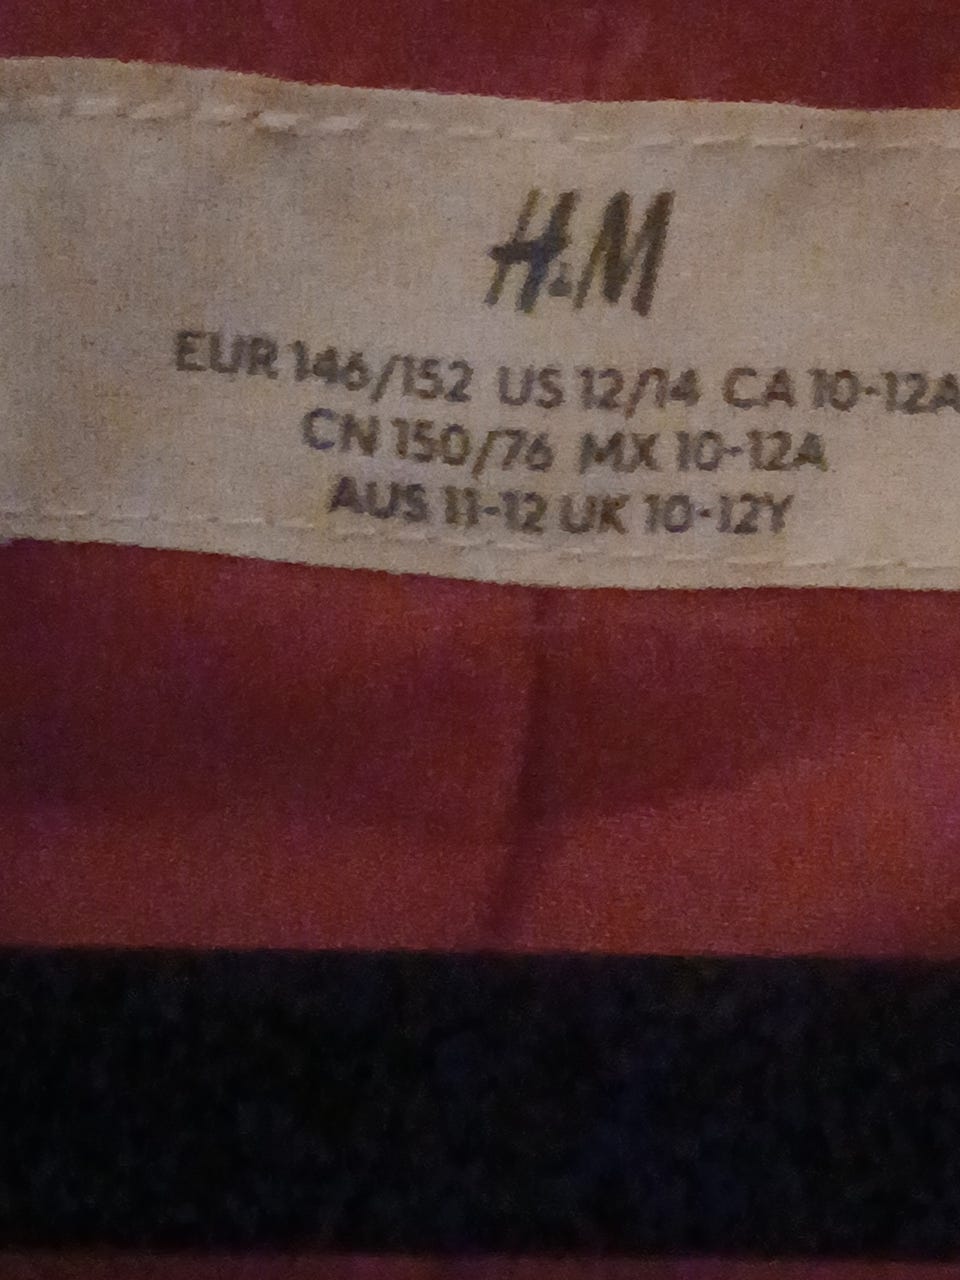 H&M
EUR 146/152 US 12/14 CA 10-12A
CN 150/76 MX 10-12A
AUS 11-12 UK 10-12Y